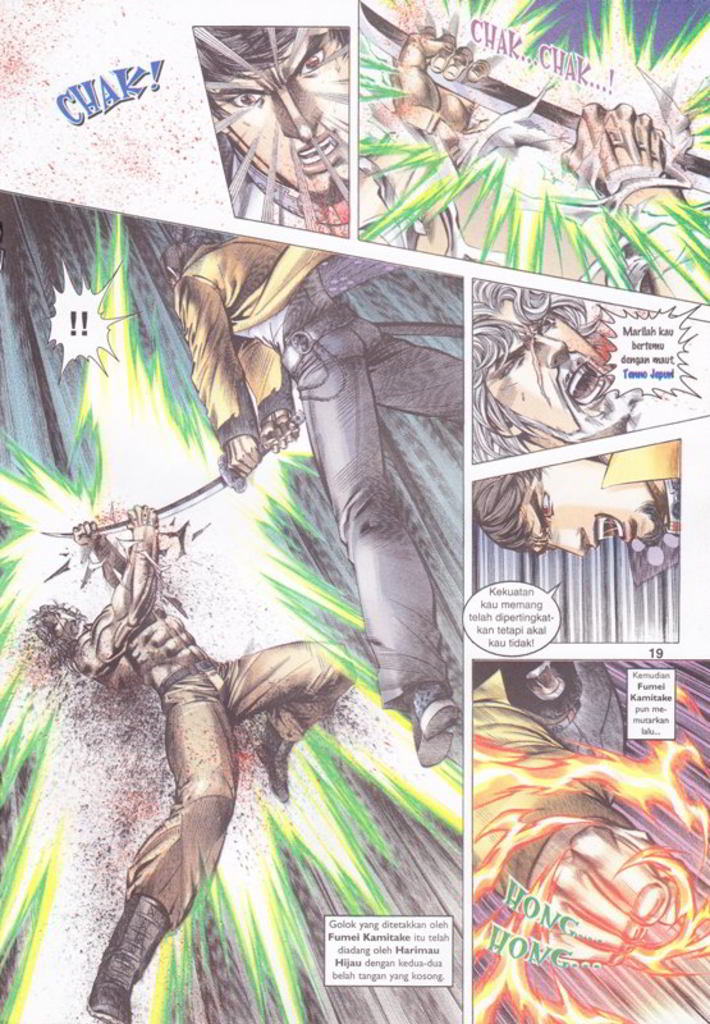 CHAK!
CHAK...CHAK...!
!!
Marilah kau
bertemu
dengan maut
Tenno Jepun!
Kekuatan
kau memang
telah dipertingkat-
kan tetapi akal
kau tidak!
19
Kemudian
Fumei
Kamitake
pun me-
mutarkan
lalu...
HONG...
HONG...
Golok yang ditetakkan oleh
Fumei Kamitake itu telah
diadang oleh Harimau
Hijau dengan kedua-dua
belah tangan yang kosong.